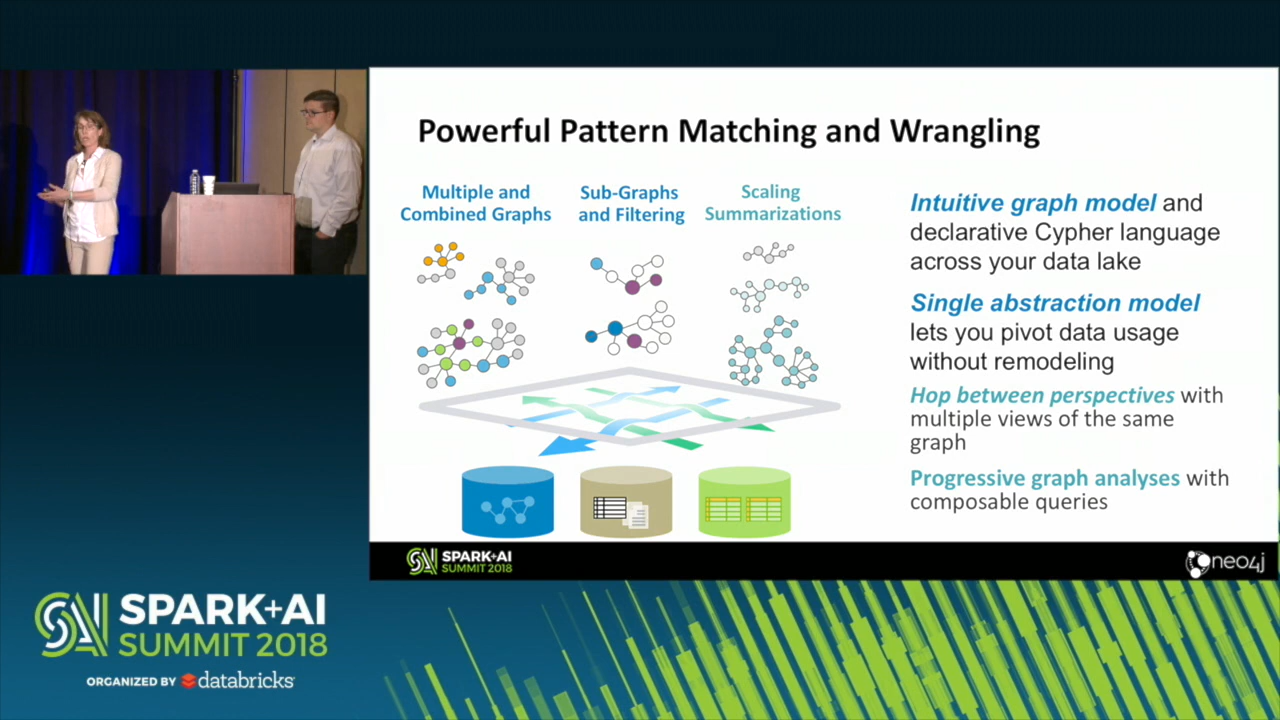 Powerful Pattern Matching and Wrangling
Multiple and
Combined Graphs
Sub-Graphs
and Filtering
Scaling
Summarizations
Intuitive graph model and
declarative Cypher language
across your data lake
Single abstraction model
lets you pivot data usage
without remodeling
Hop between perspectives with
multiple views of the same
graph
Progressive graph analyses with
composable queries
SPARK+AI
SUMMIT 2018
neo4j
SPARK+AI
SUMMIT 2018
ORGANIZED BY databricks